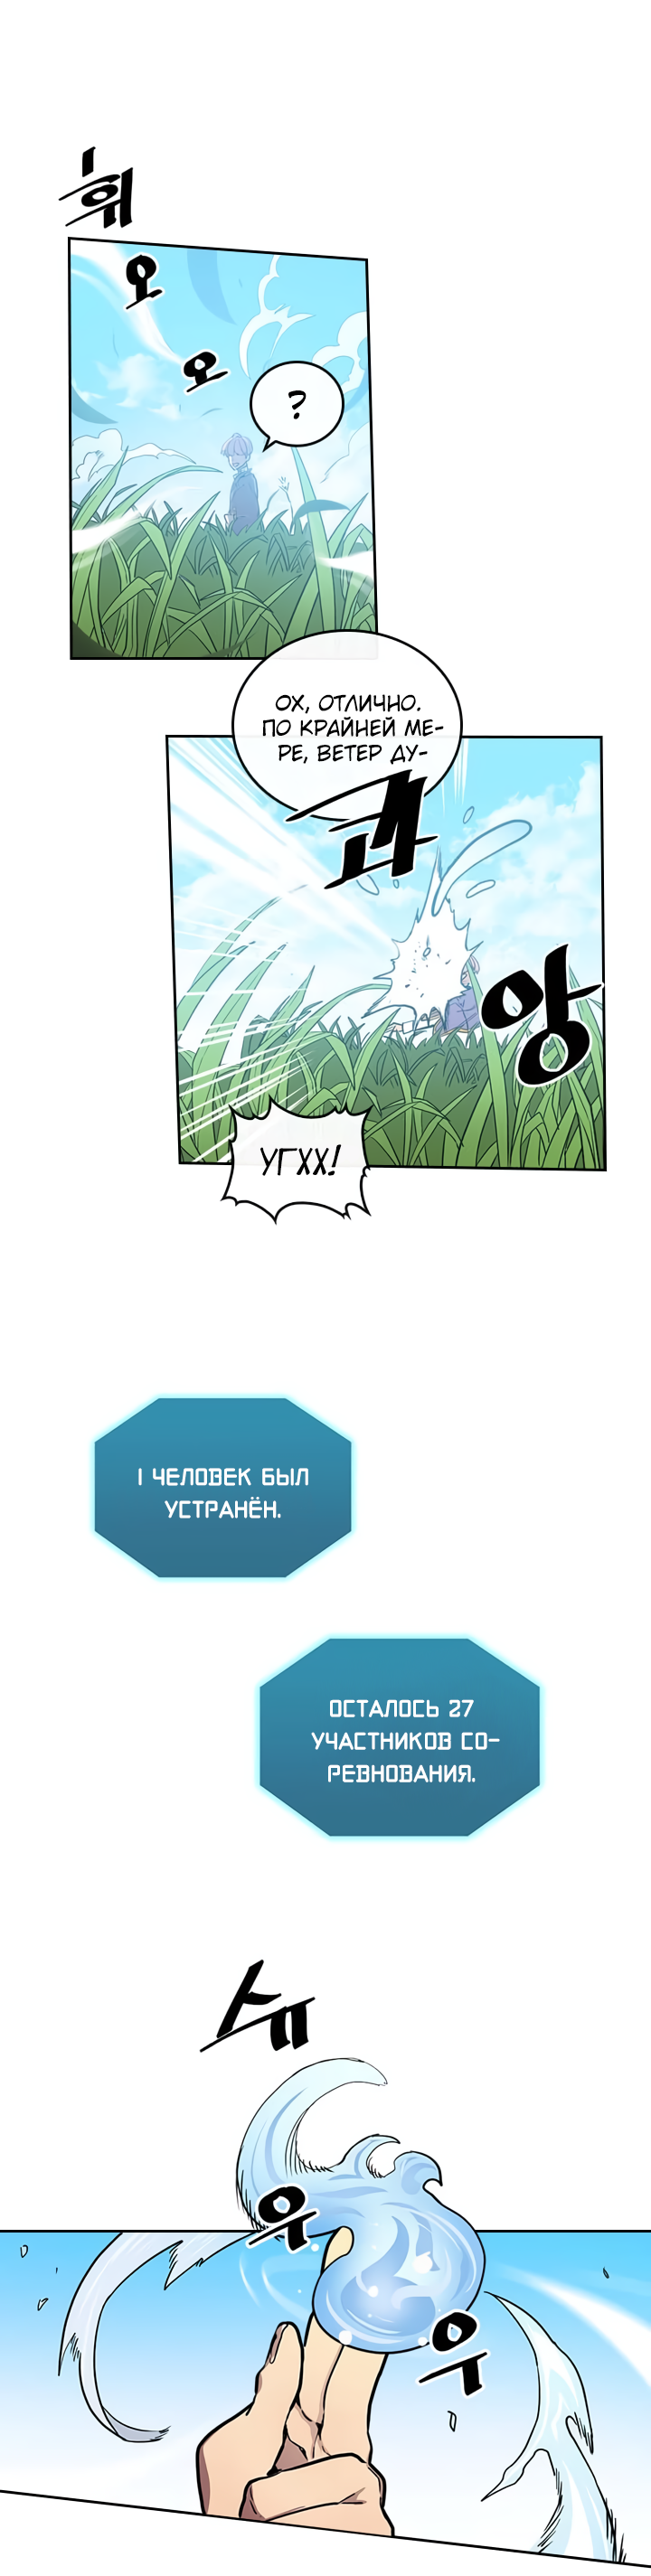 휘
오
오
?
ОХ, ОТЛИЧНО.
ПО КРАЙНЕЙ МЕ-
РЕ, ВЕТЕР ДУ-
콰
앙
УГХХ!
1 ЧЕЛОВЕК БЫЛ
УСТРАНЁН.
ОСТАЛОСЬ 27
УЧАСТНИКОВ СО-
РЕВНОВАНИЯ.
슈
우
우